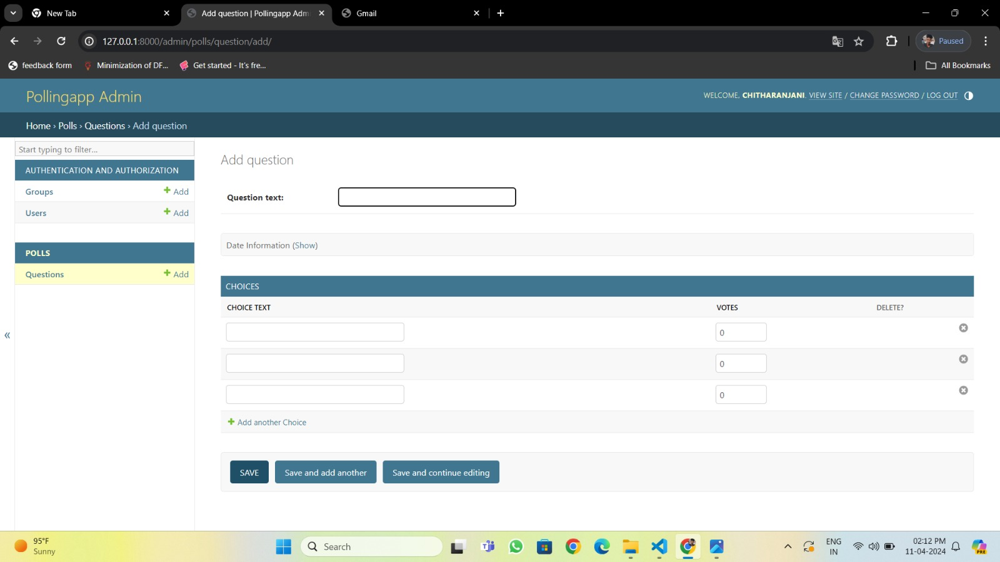 New Tab
Add question | Pollingapp Admi
Gmail
127.0.0.1:8000/admin/polls/question/add/
Paused
feedback form
Minimization of DF...
Get started - It's fre...
All Bookmarks
Pollingapp Admin
WELCOME, CHITHARANJANI. VIEW SITE / CHANGE PASSWORD / LOG OUT
Home › Polls › Questions › Add question
Start typing to filter...
AUTHENTICATION AND AUTHORIZATION
Groups + Add
Users + Add
POLLS
Questions + Add
«
Add question
Question text:
Date Information (Show)
CHOICES
CHOICE TEXT VOTES DELETE?
0
0
0
+ Add another Choice
SAVE Save and add another Save and continue editing
95°F
Sunny
Search
ENG
IN
02:12 PM
11-04-2024
PRE